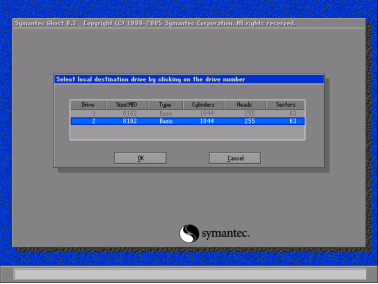 Symantec Ghost 8.3 Copyright (C) 1998-2005 Symantec Corporation. All rights reserved.
Select local destination drive by clicking on the drive number
Drive Size(MB) Type Cylinders Heads Sectors
1 8192 Basic 1044 255 63
2 8192 Basic 1044 255 63
OK Cancel
symantec.